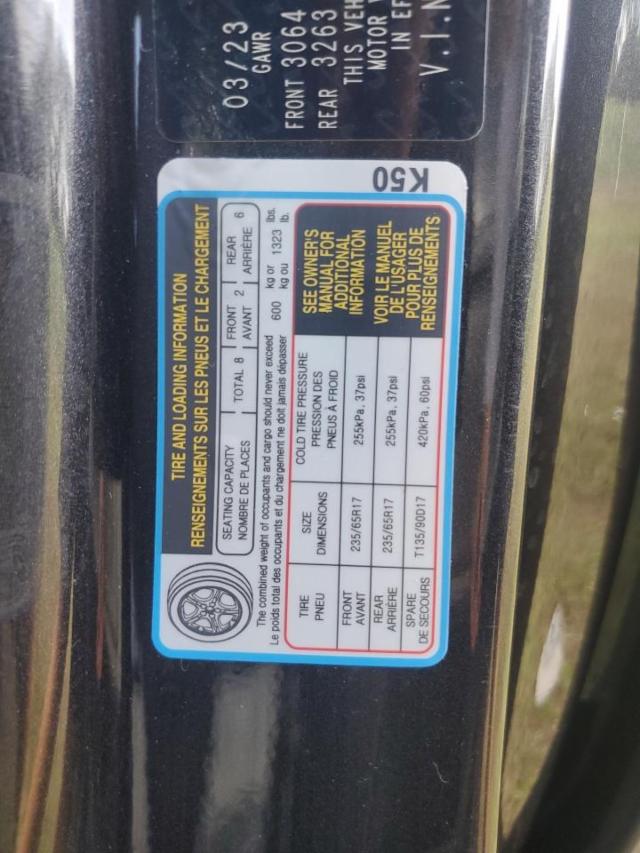 03/23
GAWR
FRONT 3064
REAR 3263
THIS VEH
MOTOR
IN EF
V.I.N
K50
TIRE AND LOADING INFORMATION
RENSEIGNEMENTS SUR LES PNEUS ET LE CHARGEMENT
SEATING CAPACITY
NOMBRE DE PLACES
TOTAL 8
FRONT
AVANT 2
REAR
ARRIÈRE 6
The combined weight of occupants and cargo should never exceed 600 kg or 1323 lbs.
Le poids total des occupants et du chargement ne doit jamais dépasser kg ou lb.
TIRE
PNEU
SIZE
DIMENSIONS
COLD TIRE PRESSURE
PRESSION DES
PNEUS À FROID
SEE OWNER'S
MANUAL FOR
ADDITIONAL
INFORMATION
VOIR LE MANUEL
DE L'USAGER
POUR PLUS DE
RENSEIGNEMENTS
FRONT
AVANT
235/65R17
255kPa, 37psi
REAR
ARRIÈRE
235/65R17
255kPa, 37psi
SPARE
DE SECOURS
T135/90D17
420kPa, 60psi